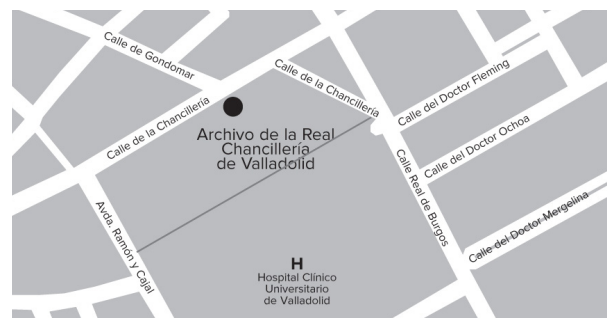 Calle de Gondomar
Calle de la Chancillería
Calle de la Chancillería
Calle del Doctor Fleming
Archivo de la Real
Chancillería
de Valladolid
Calle del Doctor Ochoa
Calle Real de Burgos
Avda. Ramón y Cajal
Calle del Doctor Mergelina
H
Hospital Clínico
Universitario
de Valladolid